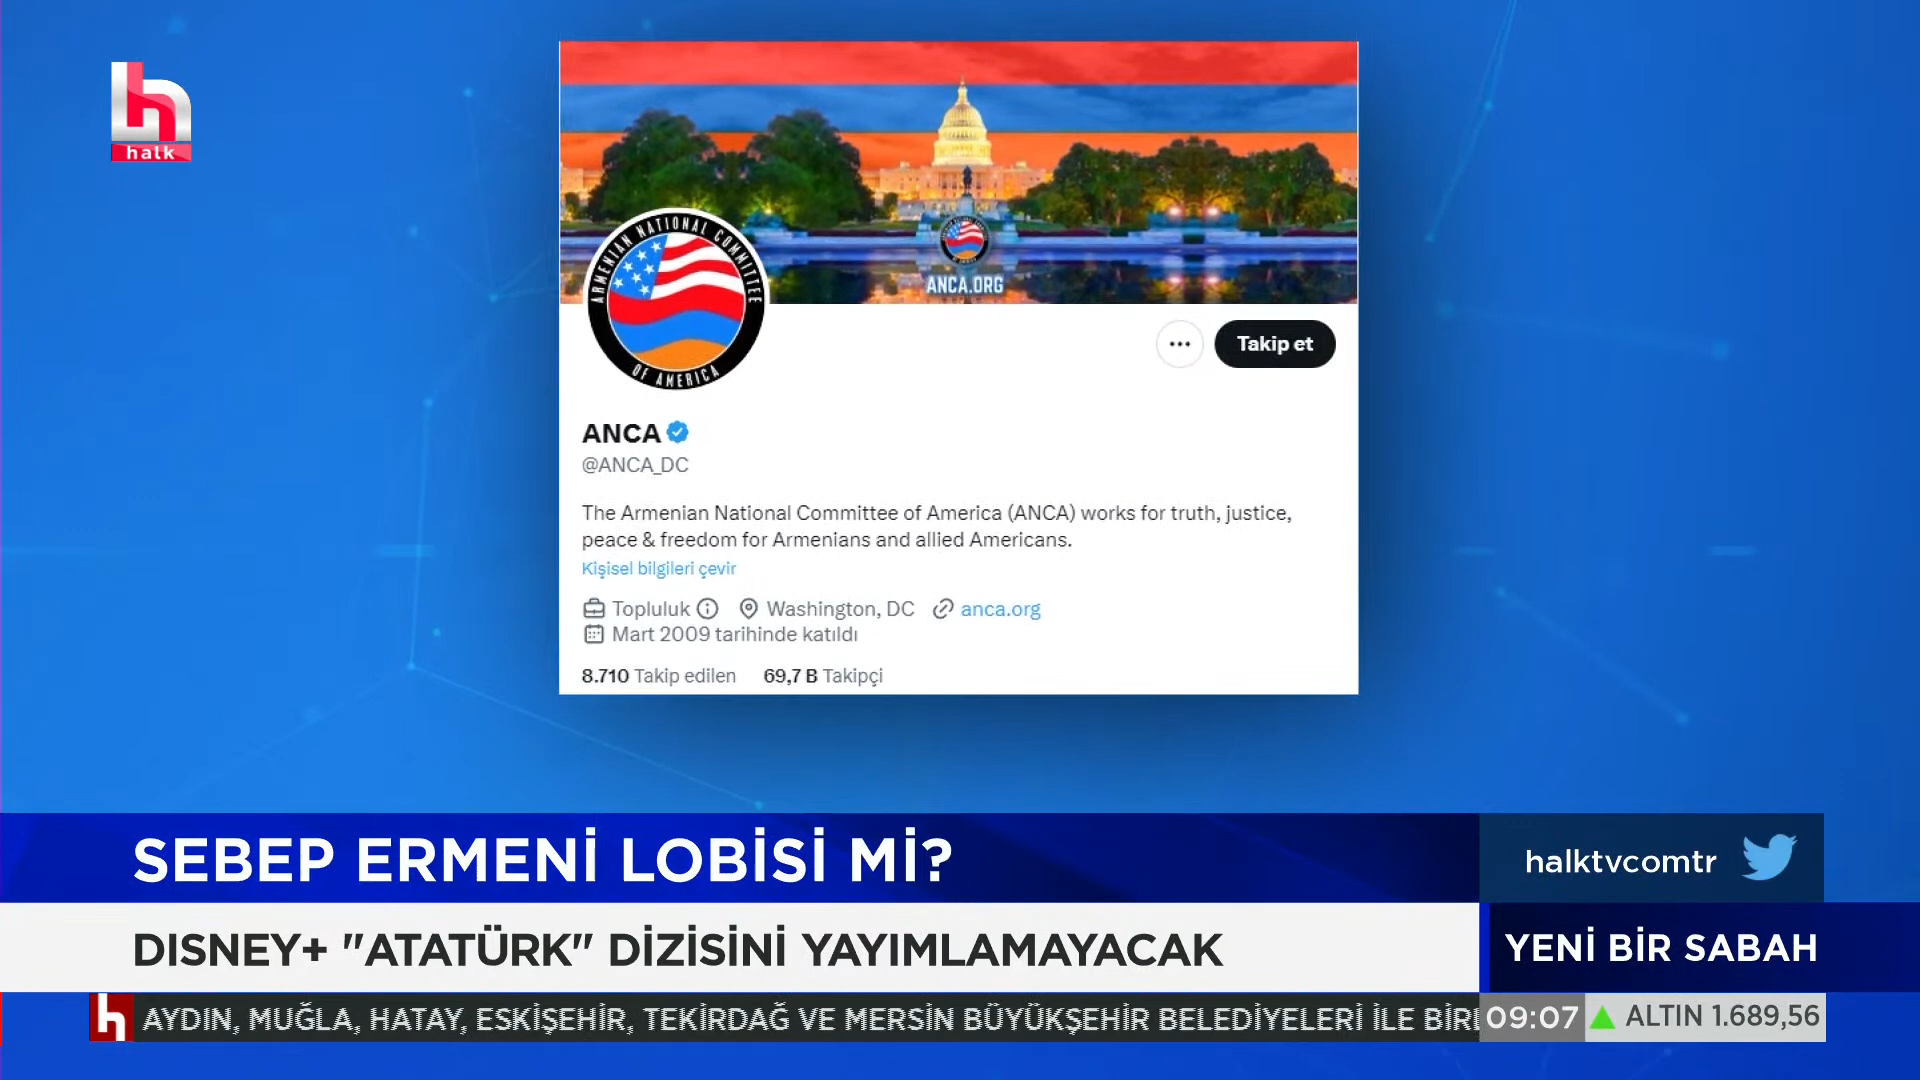 halk
ARMENIAN NATIONAL COMMITTEE
OF AMERICA
ANCA.ORG
Takip et
ANCA
@ANCA_DC
The Armenian National Committee of America (ANCA) works for truth, justice,
peace & freedom for Armenians and allied Americans.
Kişisel bilgileri çevir
Topluluk Washington, DC anca.org
Mart 2009 tarihinde katıldı
8.710 Takip edilen 69,7 B Takipçi
SEBEP ERMENİ LOBİSİ Mİ?
halktvcomtr
DISNEY+ "ATATÜRK" DİZİSİNİ YAYIMLAMAYACAK
YENİ BİR SABAH
AYDIN, MUĞLA, HATAY, ESKİŞEHİR, TEKİRDAĞ VE MERSİN BÜYÜKŞEHİR BELEDİYELERİ İLE
09:07
ALTIN 1.689,56